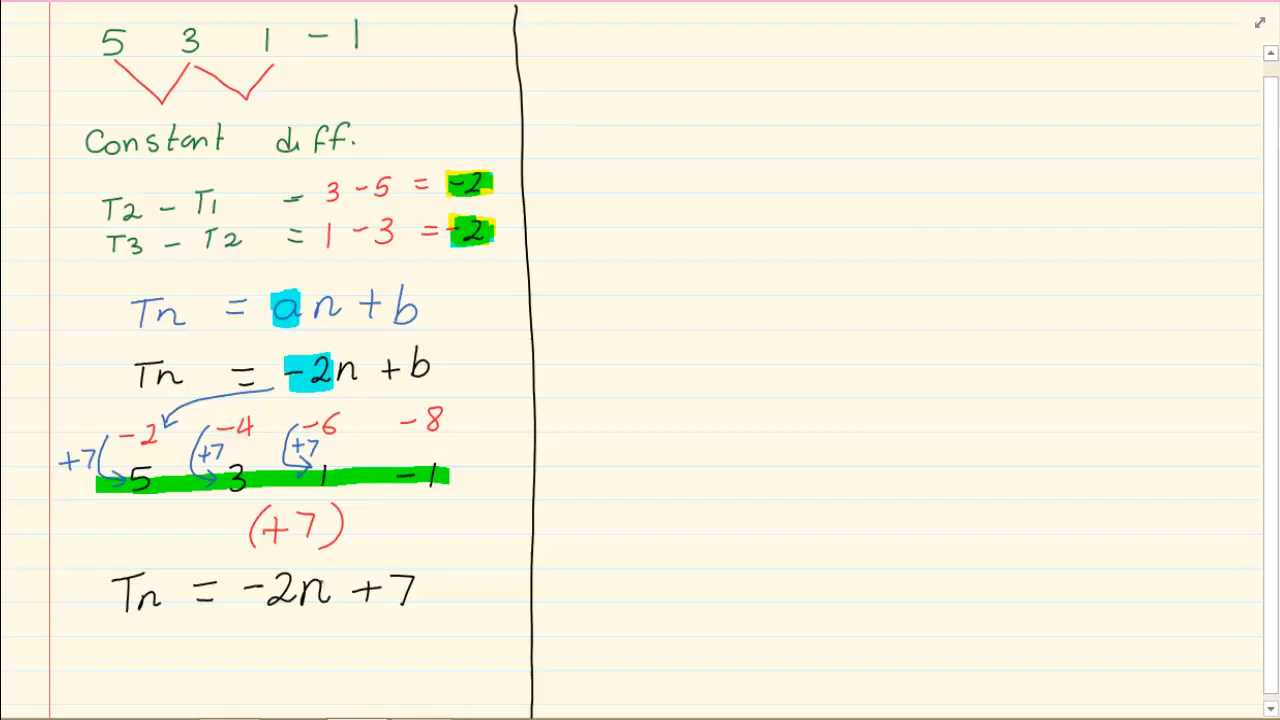 5 3 1 -1
Constant diff.
T2 - T1 = 3 - 5 = -2
T3 - T2 = 1 - 3 = -2
Tn = an + b
Tn = -2n + b
-2 -4 -6 -8
+7 +7 +7
5 3 1 -1
(+7)
Tn = -2n + 7